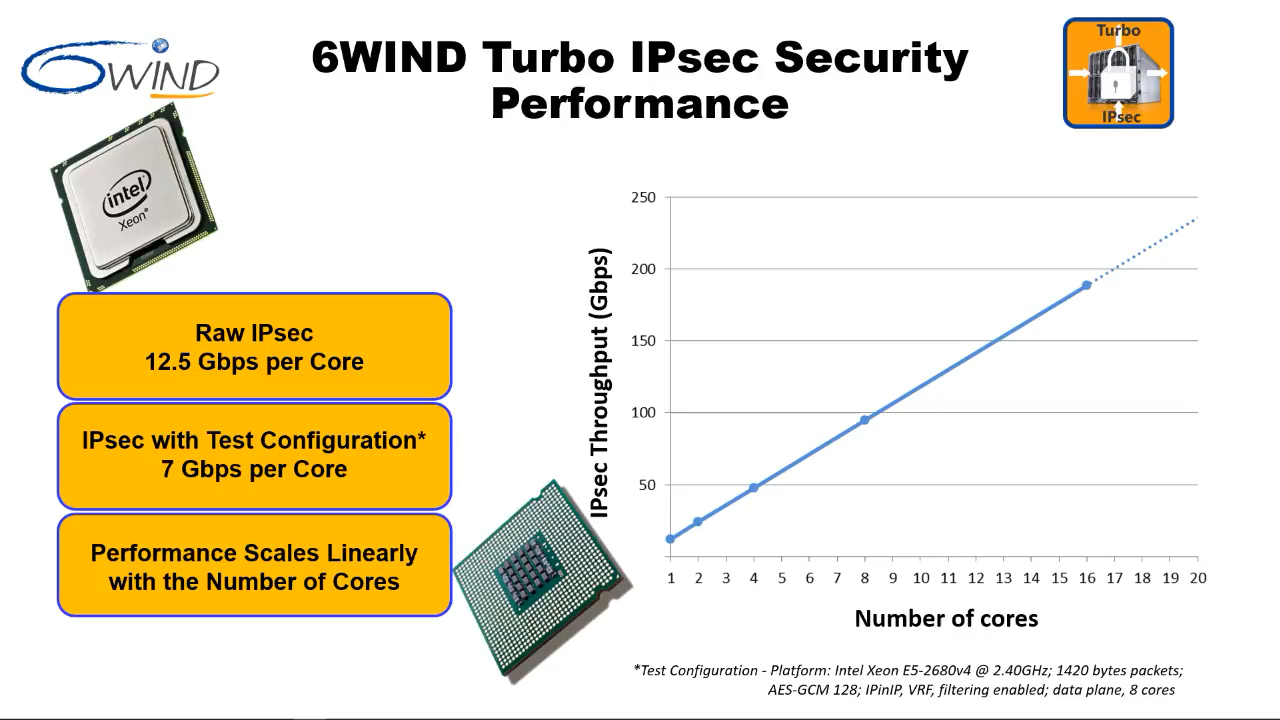 6WIND
6WIND Turbo IPsec Security
Performance
Turbo
IPsec
intel
Xeon®
Raw IPsec
12.5 Gbps per Core
IPsec with Test Configuration*
7 Gbps per Core
Performance Scales Linearly
with the Number of Cores
IPsec Throughput (Gbps)
250
200
150
100
50
1 2 3 4 5 6 7 8 9 10 11 12 13 14 15 16 17 18 19 20
Number of cores
*Test Configuration - Platform: Intel Xeon E5-2680v4 @ 2.40GHz; 1420 bytes packets;
AES-GCM 128; IPinIP, VRF, filtering enabled; data plane, 8 cores